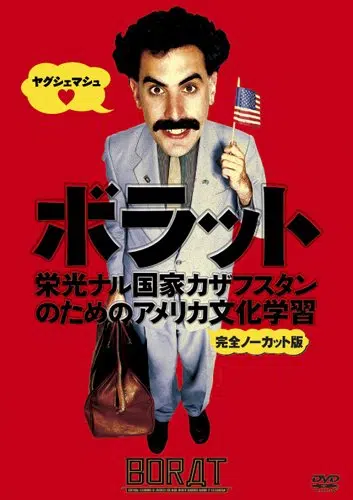 ヤグシェマシュ
♥
ボラット
栄光ナル国家カザフスタン
のためのアメリカ文化学習
完全ノーカット版
BORДT
DVD